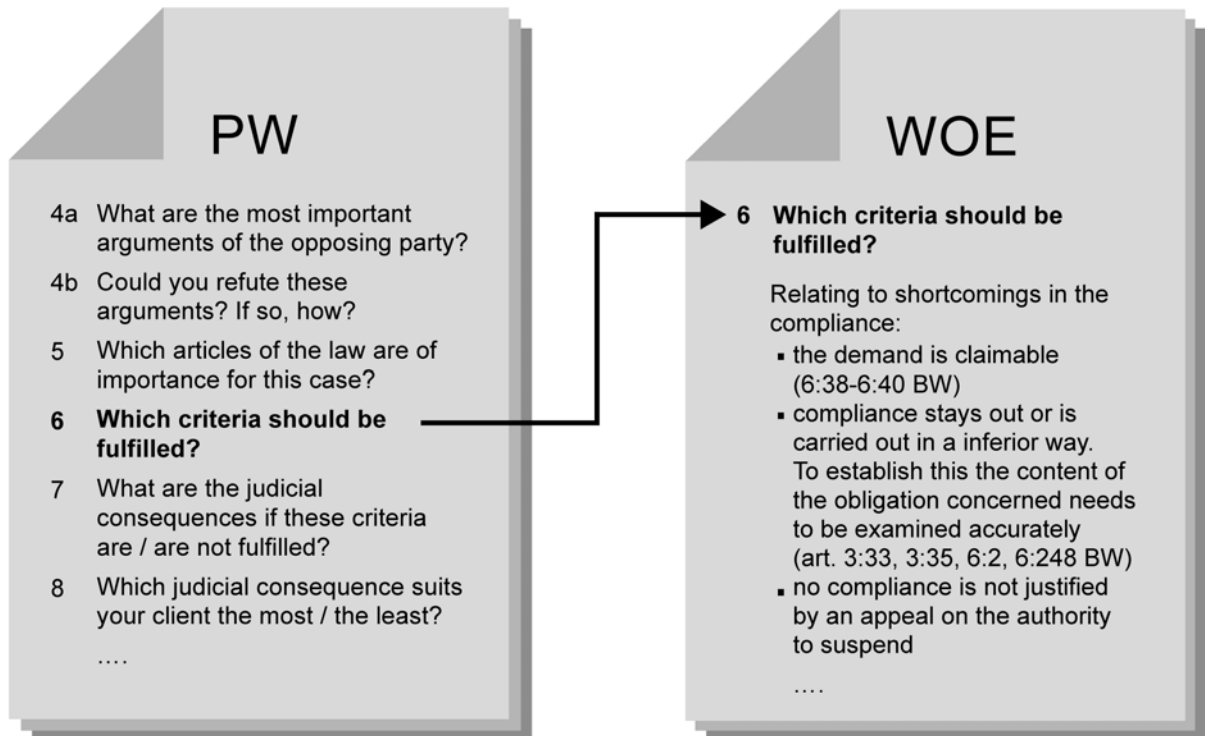 PW
4a What are the most important
arguments of the opposing party?
4b Could you refute these
arguments? If so, how?
5 Which articles of the law are of
importance for this case?
6 Which criteria should be
fulfilled?
7 What are the judicial
consequences if these criteria
are / are not fulfilled?
8 Which judicial consequence suits
your client the most / the least?
....
WOE
6 Which criteria should be
fulfilled?
Relating to shortcomings in the
compliance:
▪ the demand is claimable
(6:38-6:40 BW)
▪ compliance stays out or is
carried out in a inferior way.
To establish this the content of
the obligation concerned needs
to be examined accurately
(art. 3:33, 3:35, 6:2, 6:248 BW)
▪ no compliance is not justified
by an appeal on the authority
to suspend
....